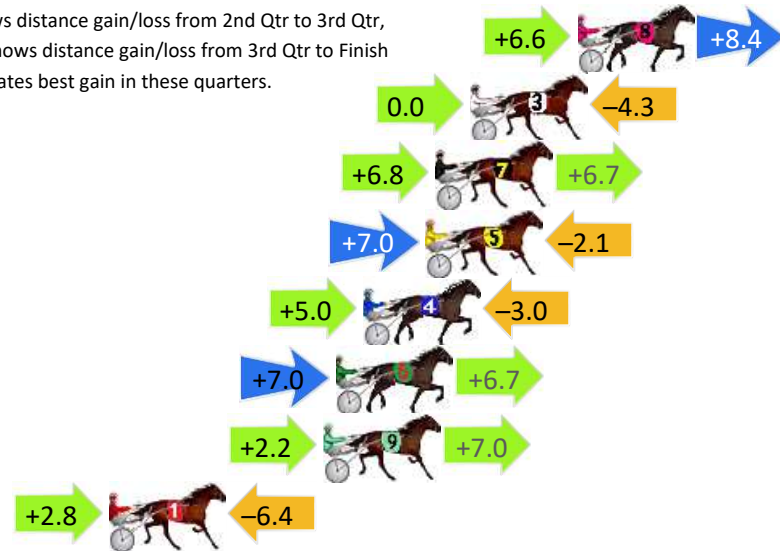 ws distance gain/loss from 2nd Qtr to 3rd Qtr,
hows distance gain/loss from 3rd Qtr to Finish
ates best gain in these quarters.
+6.6 8 +8.4
0.0 3 –4.3
+6.8 7 +6.7
+7.0 5 –2.1
+5.0 4 –3.0
+7.0 6 +6.7
+2.2 9 +7.0
+2.8 1 –6.4